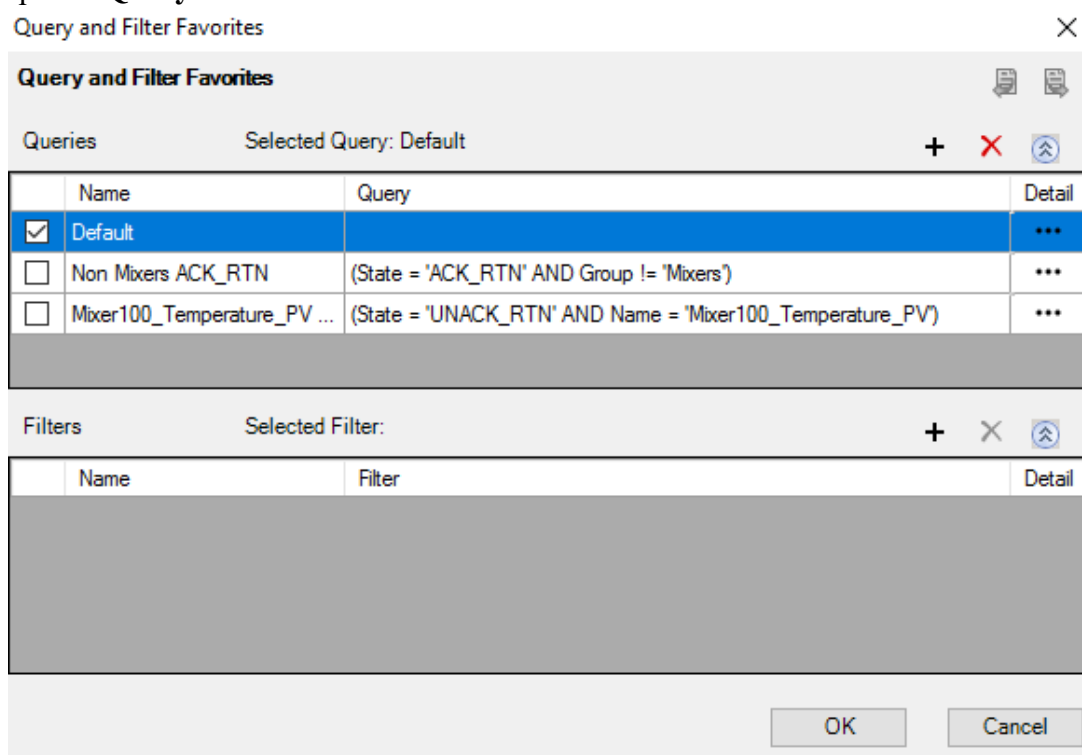 Query and Filter Favorites
Query and Filter Favorites
Queries Selected Query: Default
Name Query Detail
Default •••
Non Mixers ACK_RTN (State = 'ACK_RTN' AND Group != 'Mixers') •••
Mixer100_Temperature_PV ... (State = 'UNACK_RTN' AND Name = 'Mixer100_Temperature_PV') •••
Filters Selected Filter:
Name Filter Detail
OK Cancel